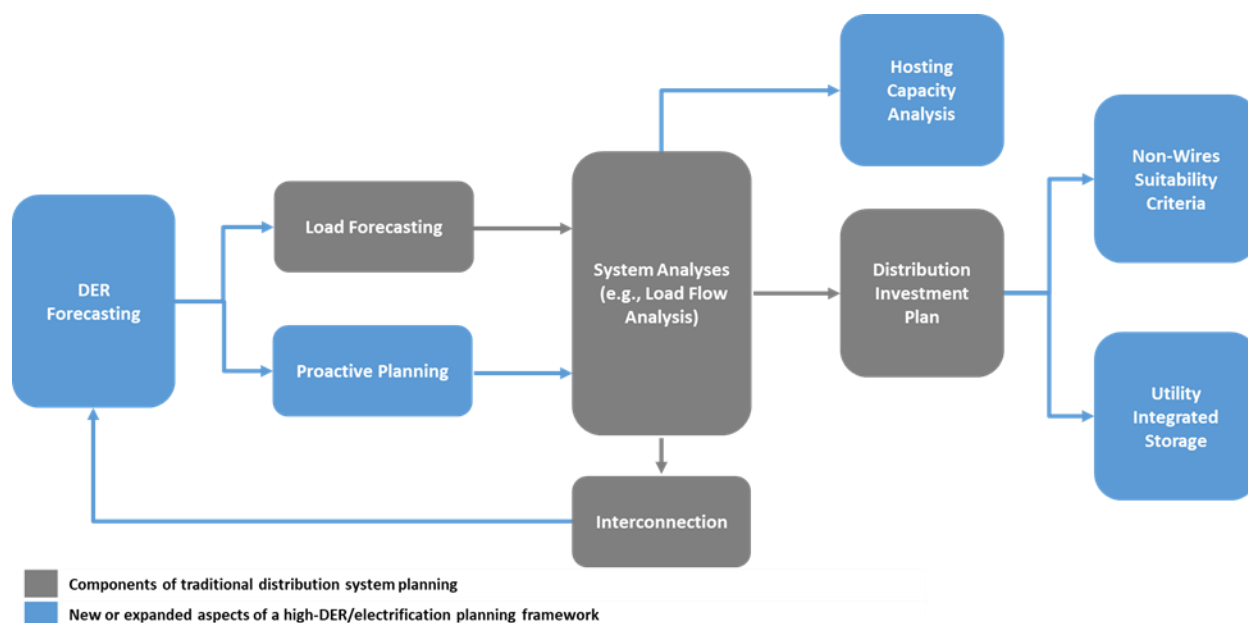 Hosting
Capacity
Analysis
Non-Wires
Suitability
Criteria
Load Forecasting
DER
Forecasting
System Analyses
(e.g., Load Flow
Analysis)
Distribution
Investment
Plan
Proactive Planning
Utility
Integrated
Storage
Interconnection
Components of traditional distribution system planning
New or expanded aspects of a high-DER/electrification planning framework